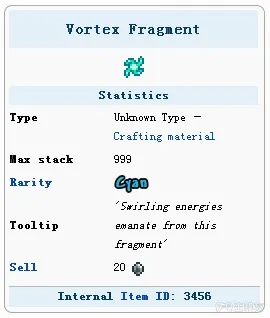 Vortex Fragment
Statistics
Type Unknown Type —
Crafting material
Max stack 999
Rarity Cyan
Tooltip 'Swirling energies
emanate from this
fragment'
Sell 20
Internal Item ID: 3456